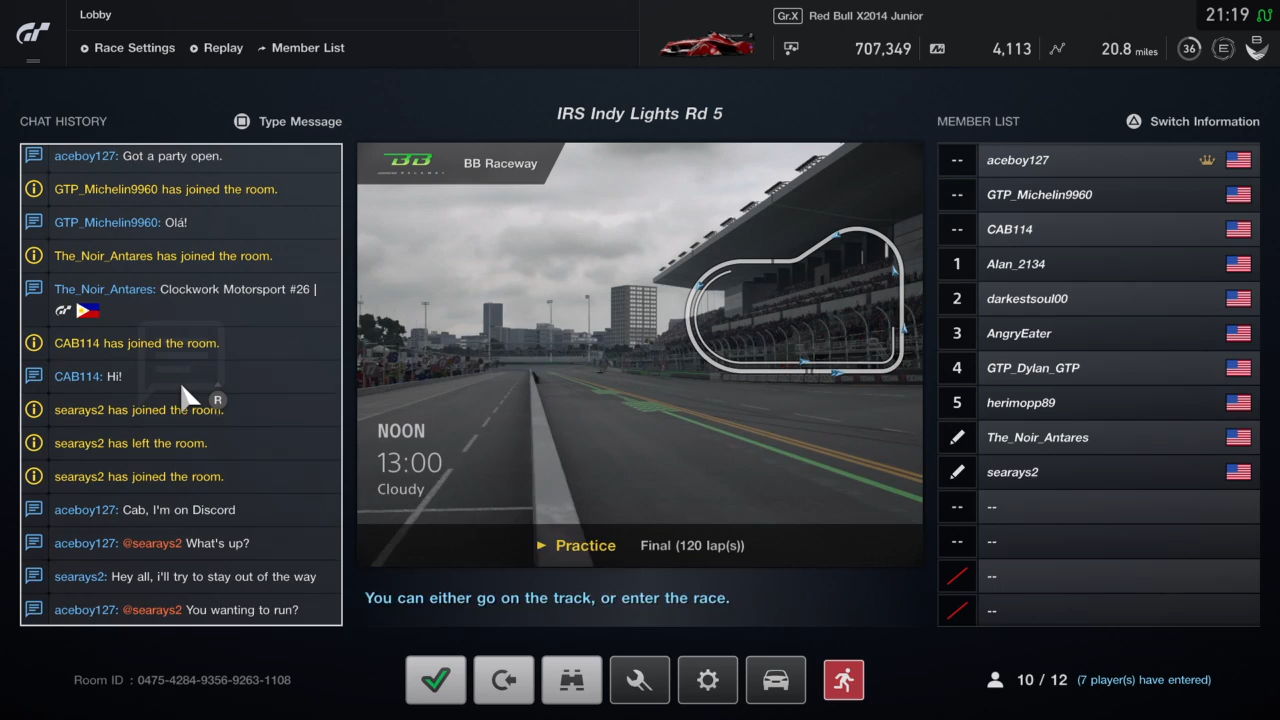 Lobby
Race Settings Replay Member List
Gr.X Red Bull X2014 Junior
21:19
707,349 4,113 20.8 miles 36 E B
CHAT HISTORY Type Message
aceboy127: Got a party open.
GTP_Michelin9960 has joined the room.
GTP_Michelin9960: Olá!
The_Noir_Antares has joined the room.
The_Noir_Antares: Clockwork Motorsport #26 |
CAB114 has joined the room.
CAB114: Hi!
R
searays2 has joined the room.
searays2 has left the room.
searays2 has joined the room.
aceboy127: Cab, I'm on Discord
aceboy127: @searays2 What's up?
searays2: Hey all, i'll try to stay out of the way
aceboy127: @searays2 You wanting to run?
IRS Indy Lights Rd 5
BB RACEWAY BB Raceway
NOON
13:00
Cloudy
Practice Final (120 lap(s))
You can either go on the track, or enter the race.
MEMBER LIST Switch Information
-- aceboy127
-- GTP_Michelin9960
-- CAB114
1 Alan_2134
2 darkestsoul00
3 AngryEater
4 GTP_Dylan_GTP
5 herimopp89
The_Noir_Antares
searays2
-- --
-- --
--
--
Room ID : 0475-4284-9356-9263-1108
10 / 12 (7 player(s) have entered)